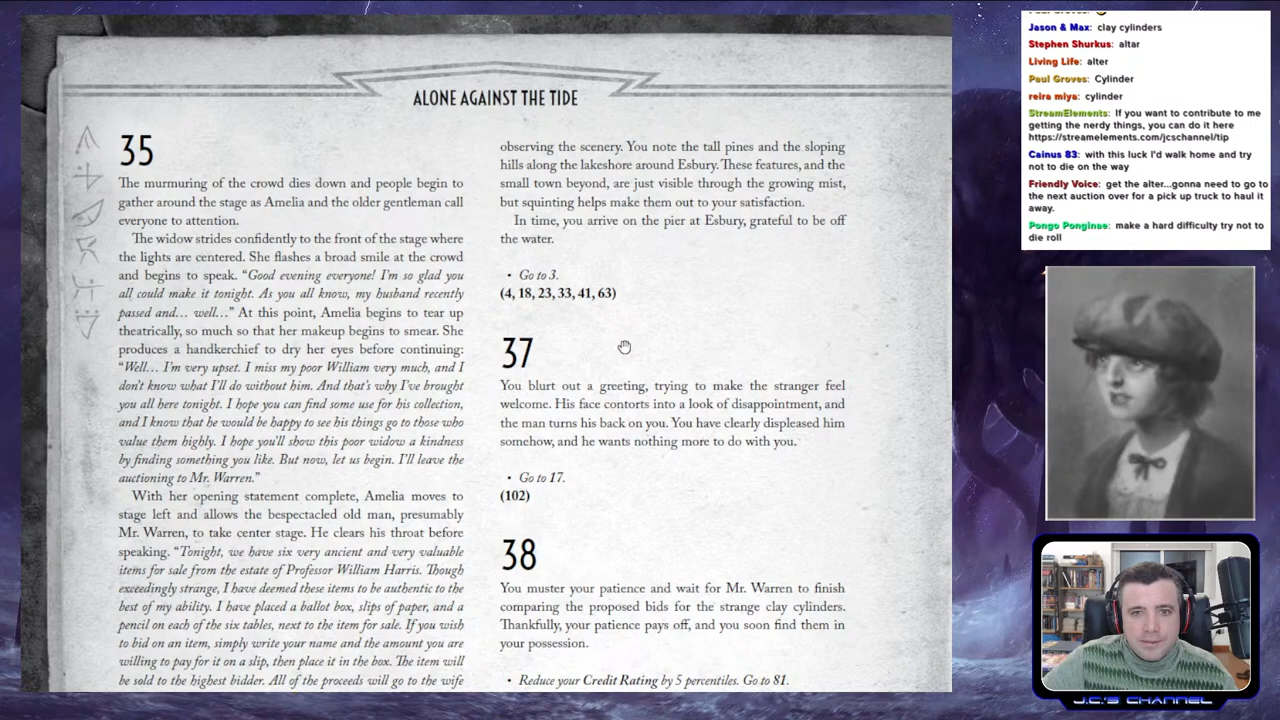 ALONE AGAINST THE TIDE
35
The murmuring of the crowd dies down and people begin to
gather around the stage as Amelia and the older gentleman call
everyone to attention.
The widow strides confidently to the front of the stage where
the lights are centered. She flashes a broad smile at the crowd
and begins to speak. “Good evening everyone! I'm so glad you
all could make it tonight. As you all know, my husband recently
passed and… well…” At this point, Amelia begins to tear up
theatrically, so much so that her makeup begins to smear. She
produces a handkerchief to dry her eyes before continuing:
“Well… I'm very upset. I miss my poor William very much, and I
don't know what I'll do without him. And that's why I've brought
you all here tonight. I hope you can find some use for his collection,
and I know that he would be happy to see his things go to those who
value them highly. I hope you'll show this poor widow a kindness
by finding something you like. But now, let us begin. I'll leave the
auctioning to Mr. Warren.”
With her opening statement complete, Amelia moves to
stage left and allows the bespectacled old man, presumably
Mr. Warren, to take center stage. He clears his throat before
speaking. “Tonight, we have six very ancient and very valuable
items for sale from the estate of Professor William Harris. Though
exceedingly strange, I have deemed these items to be authentic to the
best of my ability. I have placed a ballot box, slips of paper, and a
pencil on each of the six tables, next to the item for sale. If you wish
to bid on an item, simply write your name and the amount you are
willing to pay for it on a slip, then place it in the box. The item will
be sold to the highest bidder. All of the proceeds will go to the wife
observing the scenery. You note the tall pines and the sloping
hills along the lakeshore around Esbury. These features, and the
small town beyond, are just visible through the growing mist,
but squinting helps make them out to your satisfaction.
In time, you arrive on the pier at Esbury, grateful to be off
the water.
• Go to 3.
(4, 18, 23, 33, 41, 63)
37
You blurt out a greeting, trying to make the stranger feel
welcome. His face contorts into a look of disappointment, and
the man turns his back on you. You have clearly displeased him
somehow, and he wants nothing more to do with you.
• Go to 17.
(102)
38
You muster your patience and wait for Mr. Warren to finish
comparing the proposed bids for the strange clay cylinders.
Thankfully, your patience pays off, and you soon find them in
your possession.
• Reduce your Credit Rating by 5 percentiles. Go to 81.
Jason & Max: clay cylinders
Stephen Shurkus: altar
Living Life: alter
Paul Groves: Cylinder
reira miya: cylinder
StreamElements: If you want to contribute to me
getting the nerdy things, you can do it here
https://streamelements.com/jcschannel/tip
Cainus 83: with this luck I'd walk home and try
not to die on the way
Friendly Voice: get the alter...gonna need to go to
the next auction over for a pick up truck to haul it
away.
Pongo Ponginae: make a hard difficulty try not to
die roll
J.C.'S CHANNEL